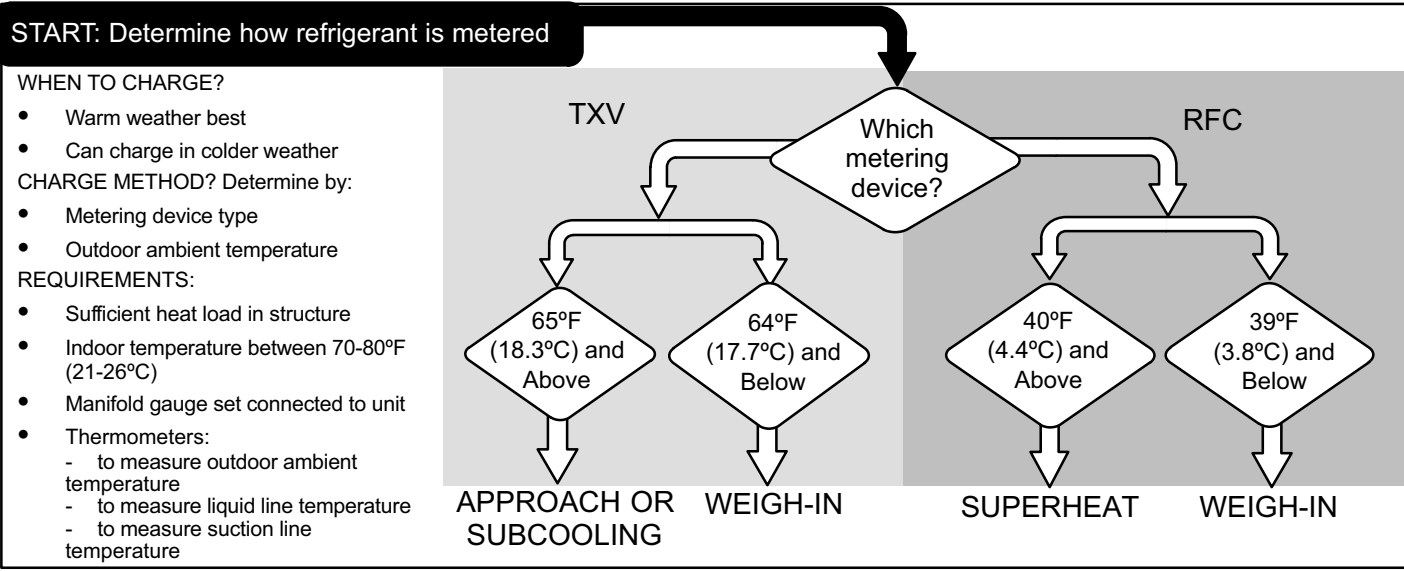 START: Determine how refrigerant is metered
WHEN TO CHARGE?
• Warm weather best
• Can charge in colder weather
CHARGE METHOD? Determine by:
• Metering device type
• Outdoor ambient temperature
REQUIREMENTS:
• Sufficient heat load in structure
• Indoor temperature between 70-80ºF
(21-26ºC)
• Manifold gauge set connected to unit
• Thermometers:
- to measure outdoor ambient
temperature
- to measure liquid line temperature
- to measure suction line
temperature
Which
metering
device?
TXV
RFC
65ºF
(18.3ºC) and
Above
64ºF
(17.7ºC) and
Below
40ºF
(4.4ºC) and
Above
39ºF
(3.8ºC) and
Below
APPROACH OR
SUBCOOLING
WEIGH-IN
SUPERHEAT
WEIGH-IN